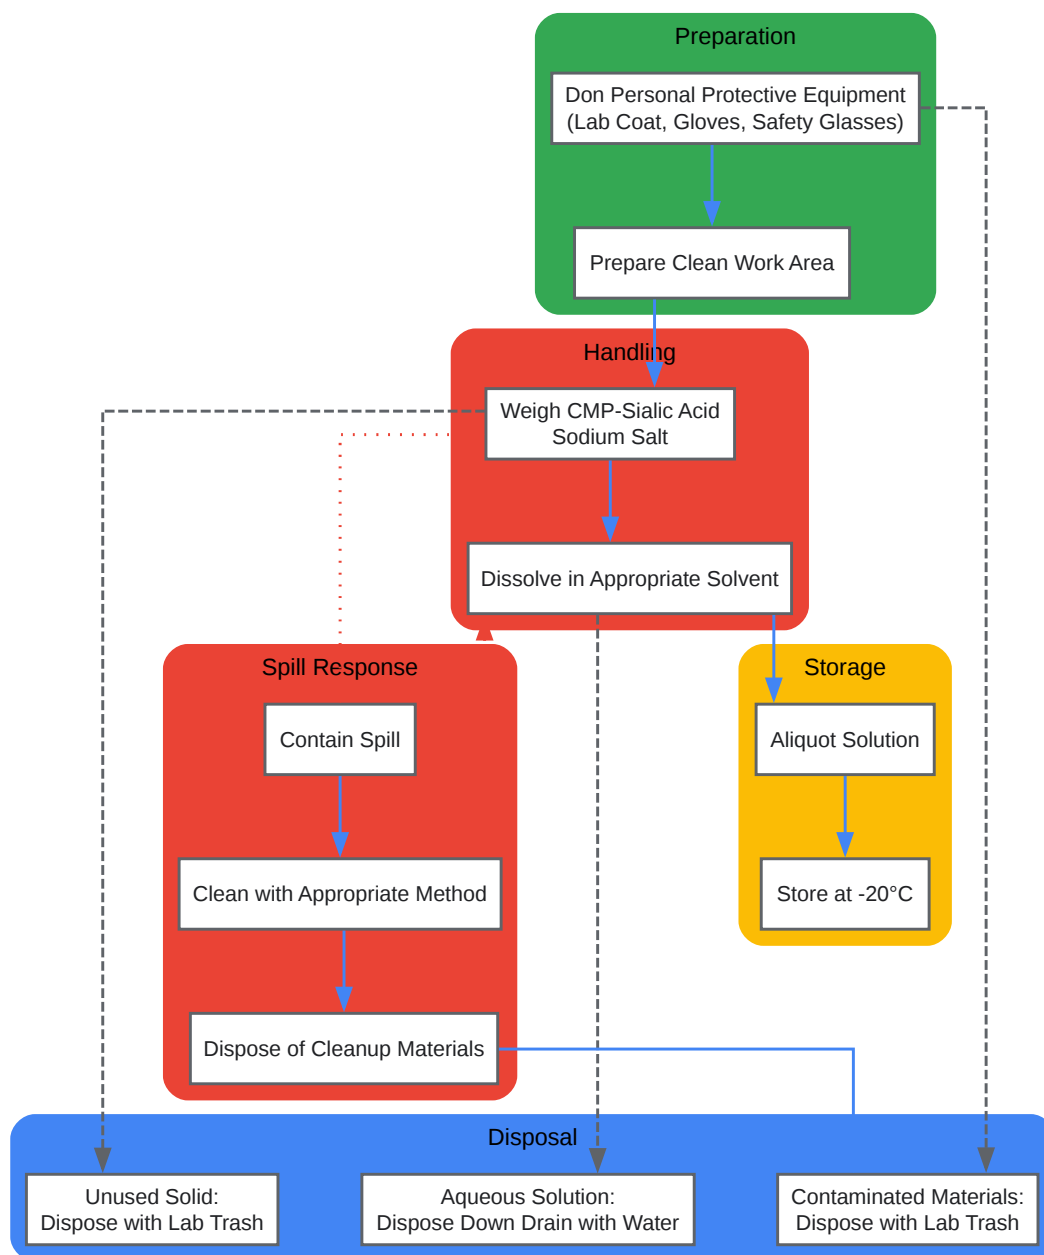 Preparation
Don Personal Protective Equipment
(Lab Coat, Gloves, Safety Glasses)
Prepare Clean Work Area
Handling
Weigh CMP-Sialic Acid
Sodium Salt
Dissolve in Appropriate Solvent
Spill Response
Contain Spill
Clean with Appropriate Method
Dispose of Cleanup Materials
Storage
Aliquot Solution
Store at -20°C
Disposal
Unused Solid:
Dispose with Lab Trash
Aqueous Solution:
Dispose Down Drain with Water
Contaminated Materials:
Dispose with Lab Trash